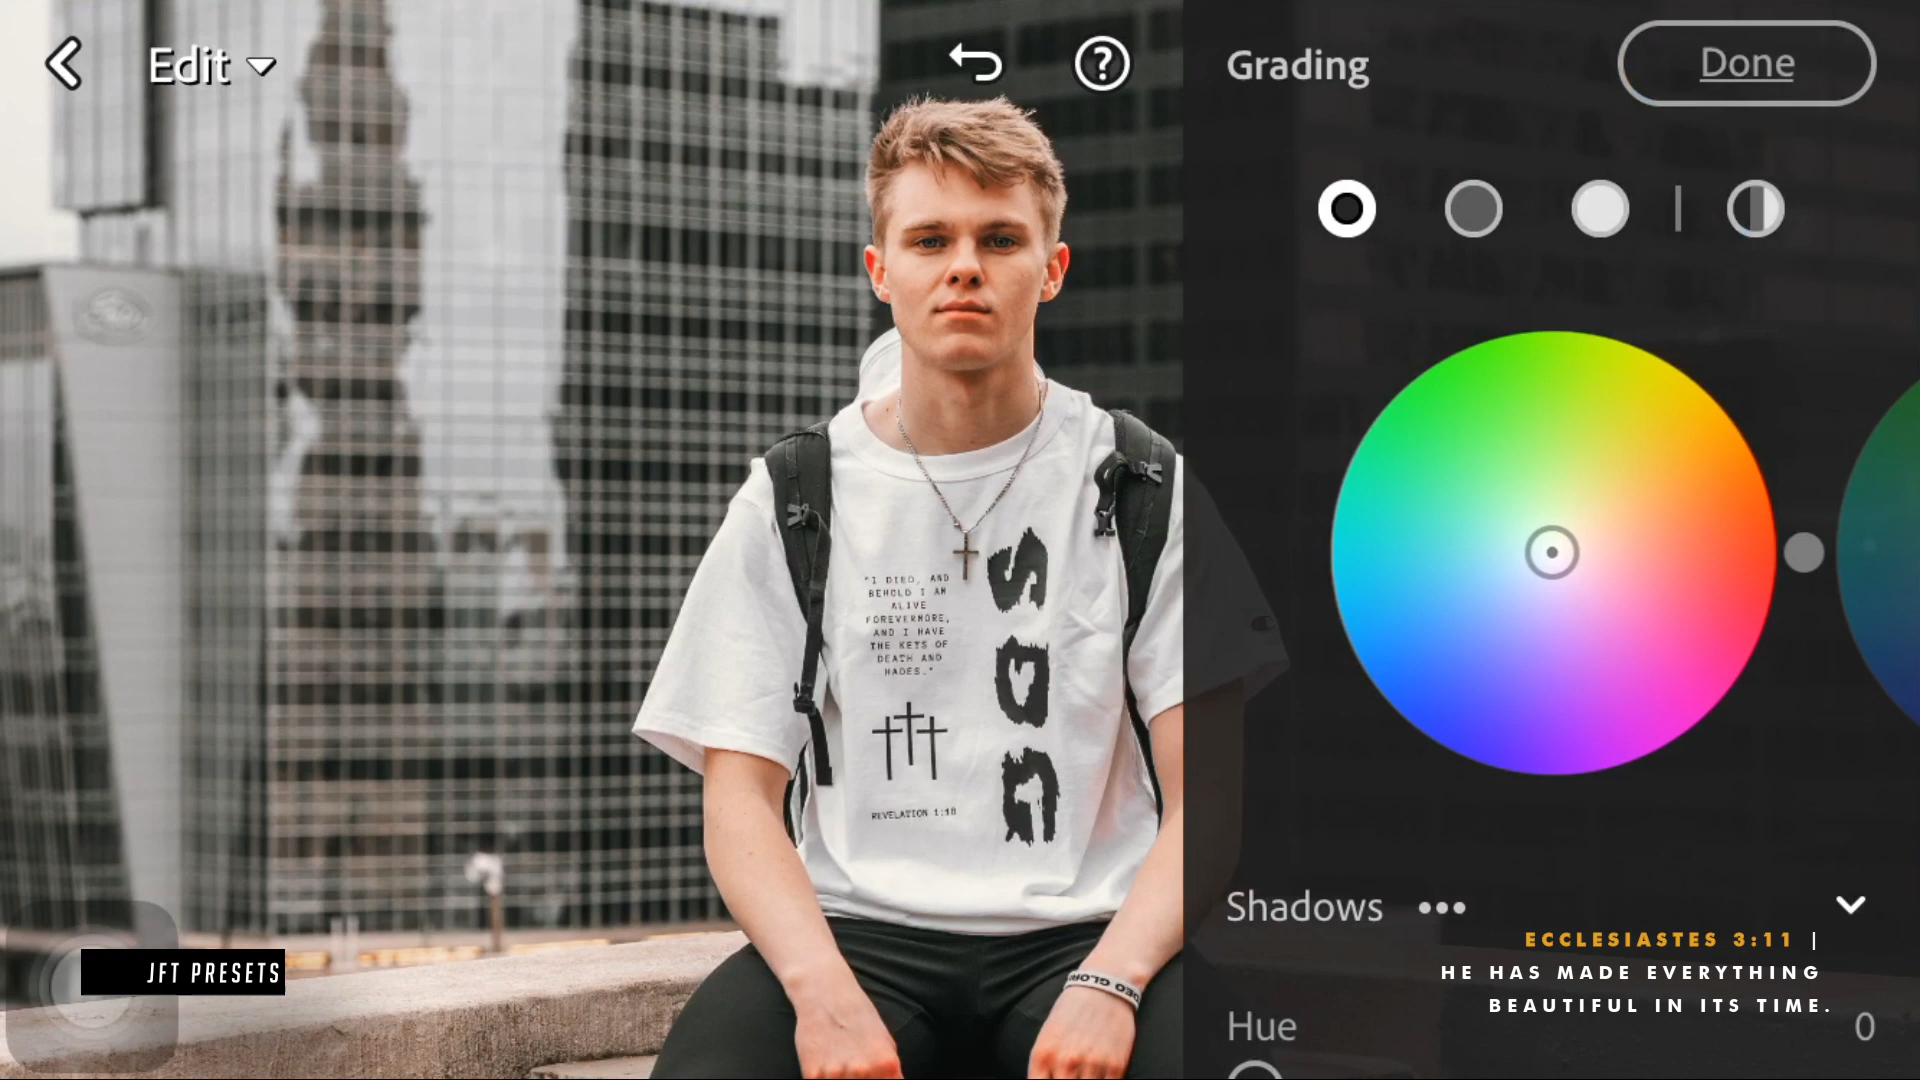 Edit
Grading
Done
"I DIED, AND
BEHOLD I AM
ALIVE
FOREVERMORE,
AND I HAVE
THE KEYS OF
DEATH AND
HADES."
REVELATION 1:18
SDG
Shadows
ECCLESIASTES 3:11 |
HE HAS MADE EVERYTHING
BEAUTIFUL IN ITS TIME.
JFT PRESETS
Hue
0